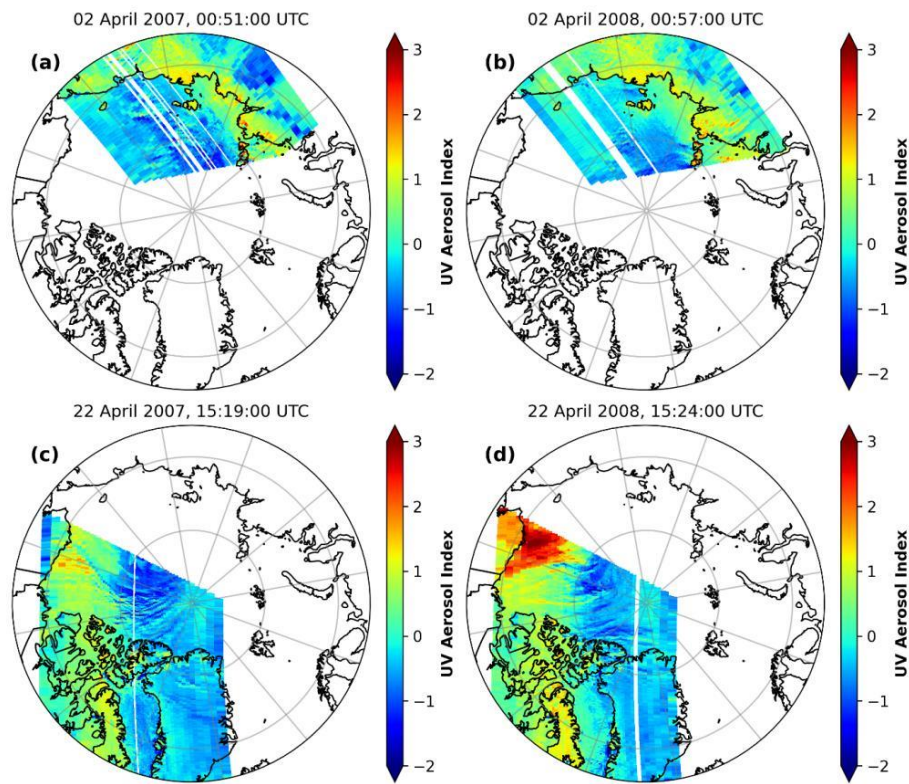 02 April 2007, 00:51:00 UTC
(a)
3
2
1
0
−1
−2
UV Aerosol Index
02 April 2008, 00:57:00 UTC
(b)
3
2
1
0
−1
−2
UV Aerosol Index
22 April 2007, 15:19:00 UTC
(c)
3
2
1
0
−1
−2
UV Aerosol Index
22 April 2008, 15:24:00 UTC
(d)
3
2
1
0
−1
−2
UV Aerosol Index